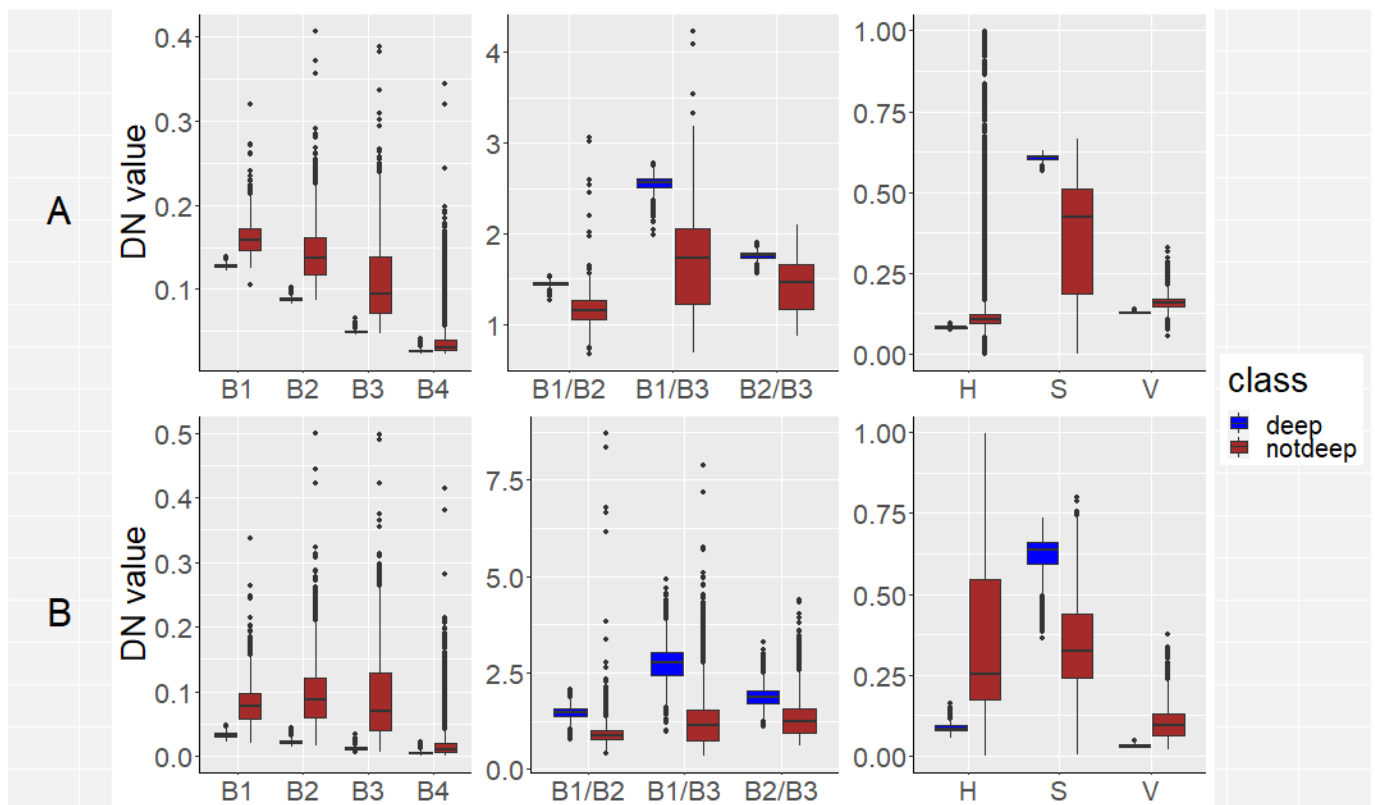 A
DN value
0.4
0.3
0.2
0.1
B1 B2 B3 B4
4
3
2
1
B1/B2 B1/B3 B2/B3
1.00
0.75
0.50
0.25
0.00
H S V
class
deep
notdeep
B
DN value
0.5
0.4
0.3
0.2
0.1
0.0
B1 B2 B3 B4
7.5
5.0
2.5
0.0
B1/B2 B1/B3 B2/B3
1.00
0.75
0.50
0.25
0.00
H S V